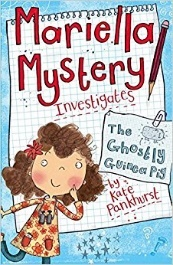 Mariella
Mystery
Investigates
The
Ghostly
Guinea Pig
by
Kate
Pankhurst
?